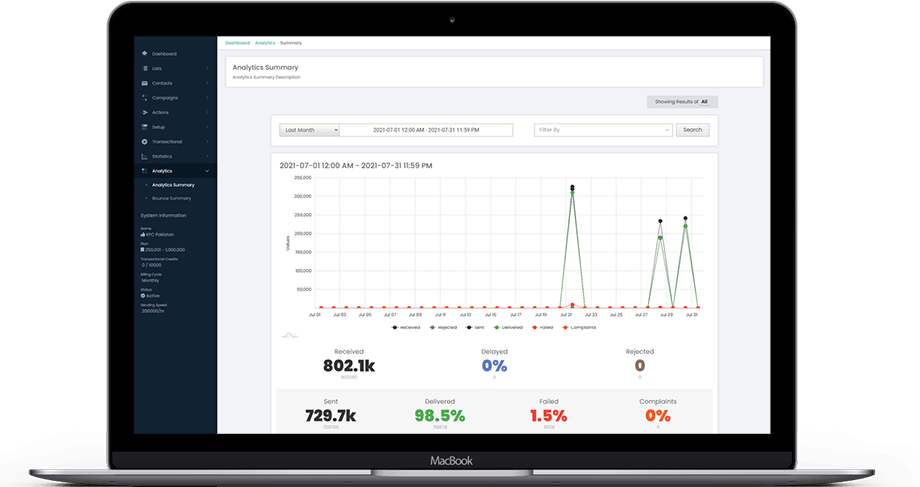 Dashboard
Lists
Contacts
Campaigns
Actions
Setup
Transactional
Statistics
Analytics
Analytics Summary
Bounce Summary
System Information
Name
KFC Pakistan
Plan
250,001 - 1,000,000
Transactional Credits
0 / 10000
Billing Cycle
Monthly
Status
Active
Sending Speed
200000/hr
Dashboard - Analytics - Summary
Analytics Summary
Analytics Summary Description
Showing Results of All
Last Month
2021-07-01 12:00 AM - 2021-07-31 11:59 PM
Filter By
Search
2021-07-01 12:00 AM - 2021-07-31 11:59 PM
Values
350,000
300,000
250,000
200,000
150,000
100,000
50,000
Jul 01 Jul 03 Jul 05 Jul 07 Jul 09 Jul 11 Jul 13 Jul 15 Jul 17 Jul 19 Jul 21 Jul 23 Jul 25 Jul 27 Jul 29 Jul 31
Received Rejected Sent Delivered Failed Complaints
Received Delayed Rejected
802.1k 0% 0
0 0
Sent Delivered Failed Complaints
729.7k 98.5% 1.5% 0%
0
MacBook